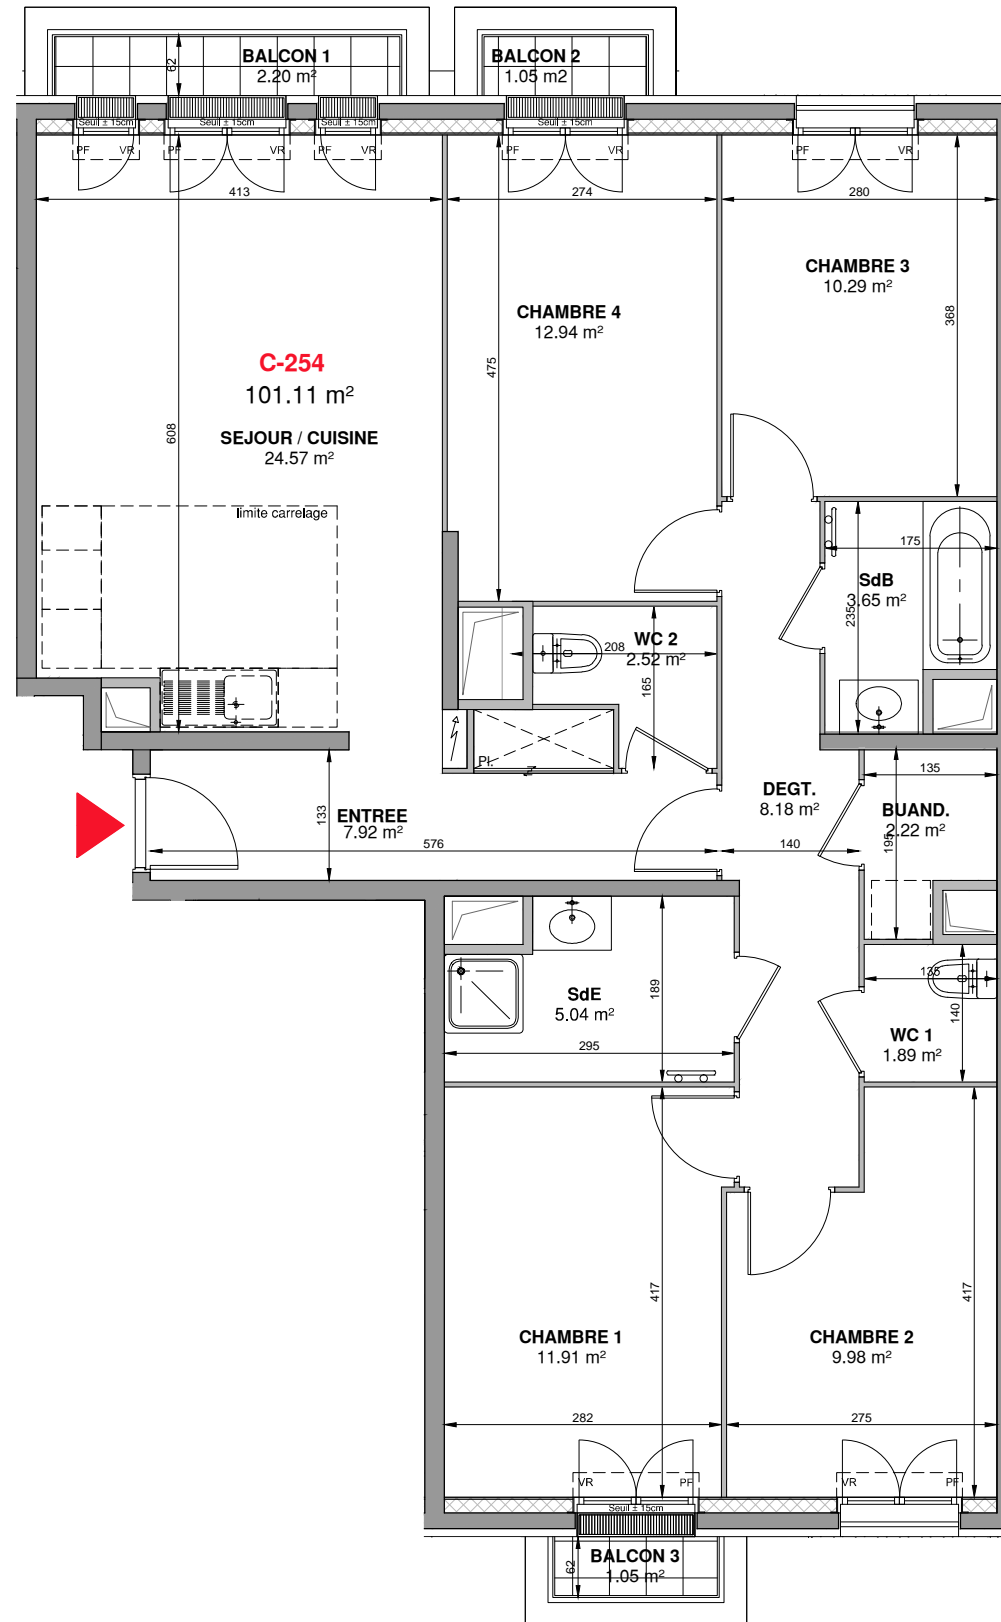 BALCON 1
2.20 m²
62
BALCON 2
1.05 m2
Seuil ± 15cm
Seuil ± 15cm
Seuil ± 15cm
Seuil ± 15cm
PF
VR
PF
VR
PF
VR
PF
VR
PF
VR
413
274
280
CHAMBRE 3
10.29 m²
368
CHAMBRE 4
12.94 m²
475
C-254
101.11 m²
608
SEJOUR / CUISINE
24.57 m²
limite carrelage
175
SdB
3.65 m²
235
WC 2
208
2.52 m²
165
Pl.
135
DEGT.
8.18 m²
BUAND.
2.22 m²
195
ENTREE
7.92 m²
133
576
140
SdE
5.04 m²
189
295
135
140
WC 1
1.89 m²
417
417
CHAMBRE 1
11.91 m²
CHAMBRE 2
9.98 m²
282
275
VR
PF
VR
PF
Seuil ± 15cm
BALCON 3
1.05 m²
62